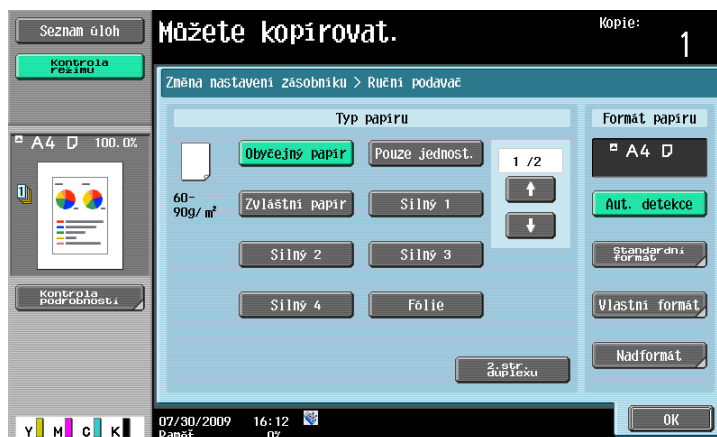 Seznam úloh
Můžete kopírovat.
Kopie:
1
Kontrola
režimu
Změna nastavení zásobníku > Ruční podavač
Typ papíru
Formát papíru
A4 100.0%
Obyčejný papír
Pouze jednost.
1 /2
A4
60-
90g/ m²
Zvláštní papír
Silný 1
Aut. detekce
Silný 2
Silný 3
Standardní
formát
Kontrola
podrobností
Silný 4
Fólie
Vlastní formát
2.str.
duplexu
Nadformát
07/30/2009 16:12
Paměť 0%
OK
Y M C K